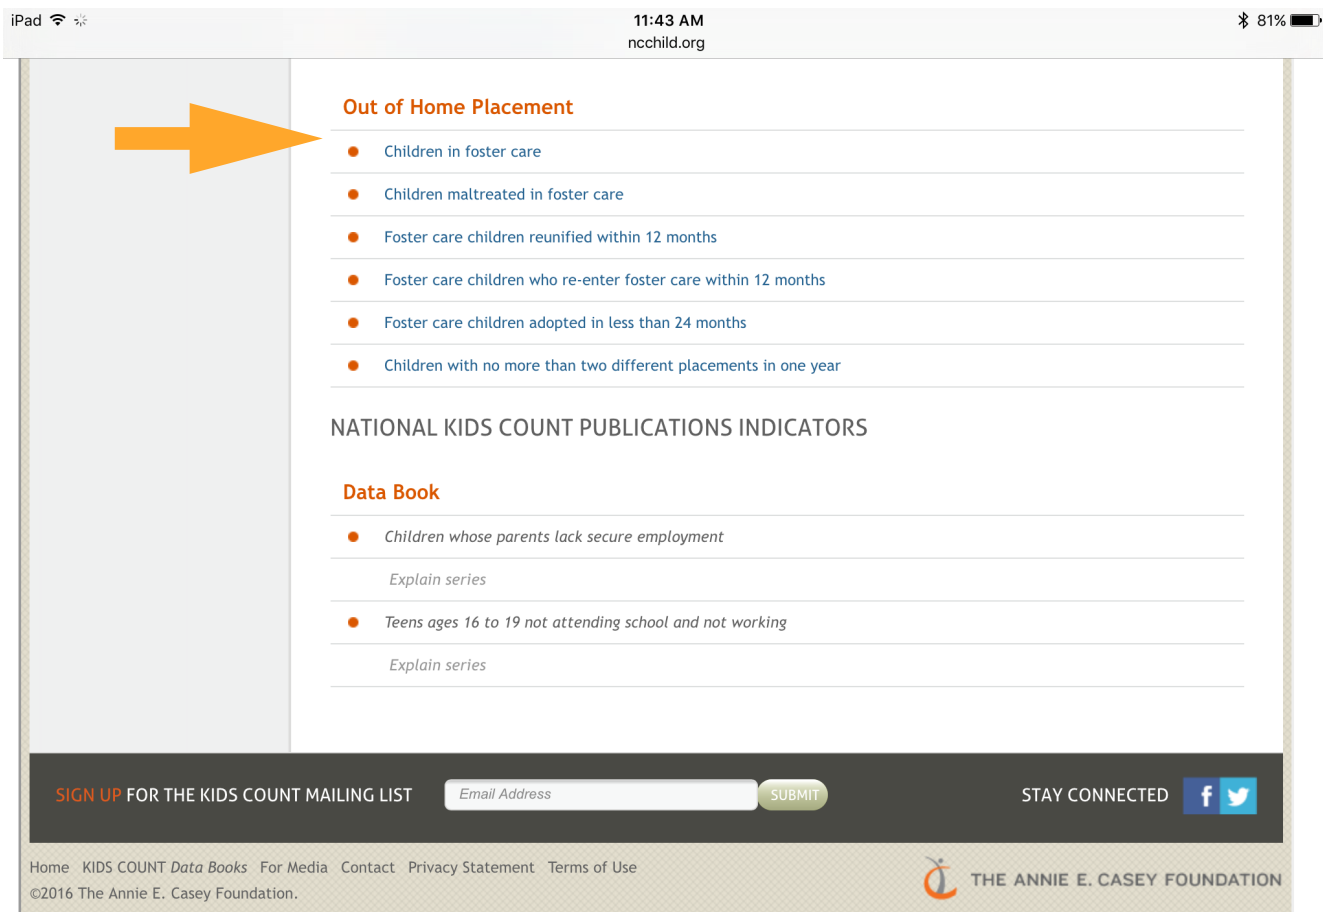 iPad 11:43 AM 81%
ncchild.org
Out of Home Placement
Children in foster care
Children maltreated in foster care
Foster care children reunified within 12 months
Foster care children who re-enter foster care within 12 months
Foster care children adopted in less than 24 months
Children with no more than two different placements in one year
NATIONAL KIDS COUNT PUBLICATIONS INDICATORS
Data Book
Children whose parents lack secure employment
Explain series
Teens ages 16 to 19 not attending school and not working
Explain series
SIGN UP FOR THE KIDS COUNT MAILING LIST Email Address SUBMIT STAY CONNECTED
Home KIDS COUNT Data Books For Media Contact Privacy Statement Terms of Use
©2016 The Annie E. Casey Foundation.
THE ANNIE E. CASEY FOUNDATION